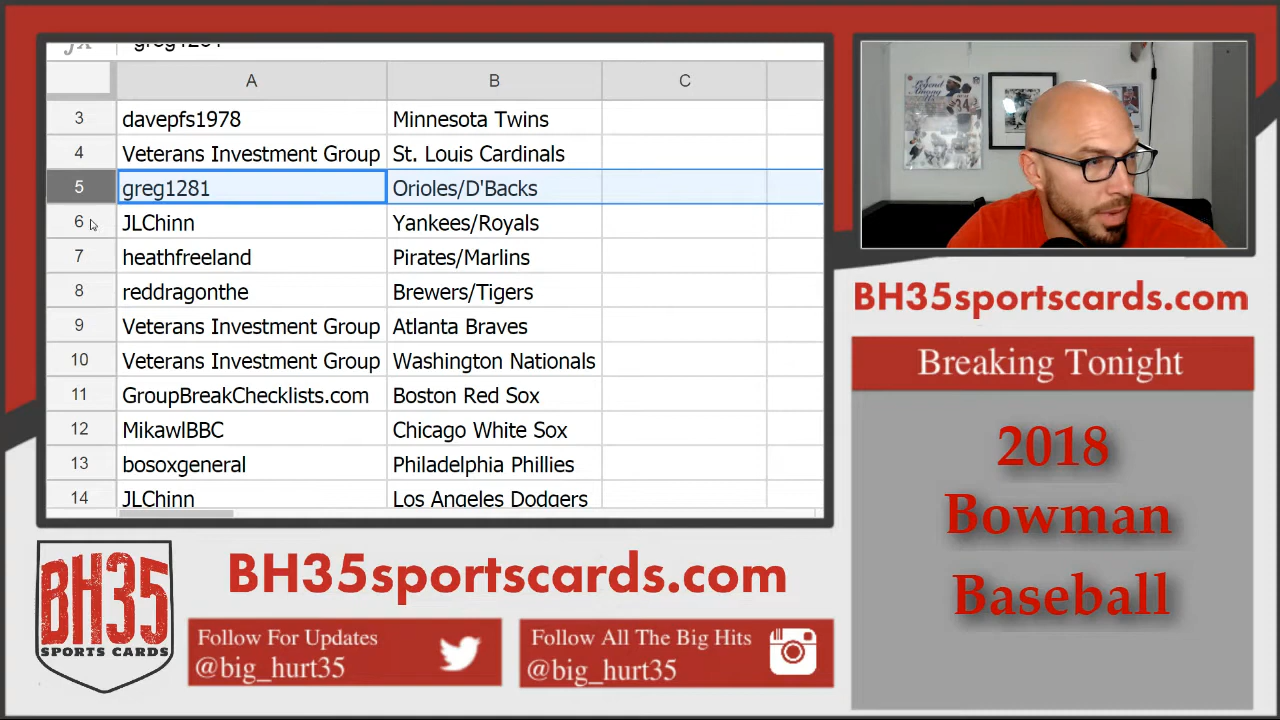 A B C
3 davepfs1978 Minnesota Twins
4 Veterans Investment Group St. Louis Cardinals
5 greg1281 Orioles/D'Backs
6 JLChinn Yankees/Royals
7 heathfreeland Pirates/Marlins
8 reddragonthe Brewers/Tigers
9 Veterans Investment Group Atlanta Braves
10 Veterans Investment Group Washington Nationals
11 GroupBreakChecklists.com Boston Red Sox
12 MikawlBBC Chicago White Sox
13 bosoxgeneral Philadelphia Phillies
14 JLChinn Los Angeles Dodgers
34
BH35sportscards.com
Breaking Tonight
2018
Bowman
Baseball
BH35
SPORTS CARDS
BH35sportscards.com
Follow For Updates
@big_hurt35
Follow All The Big Hits
@big_hurt35